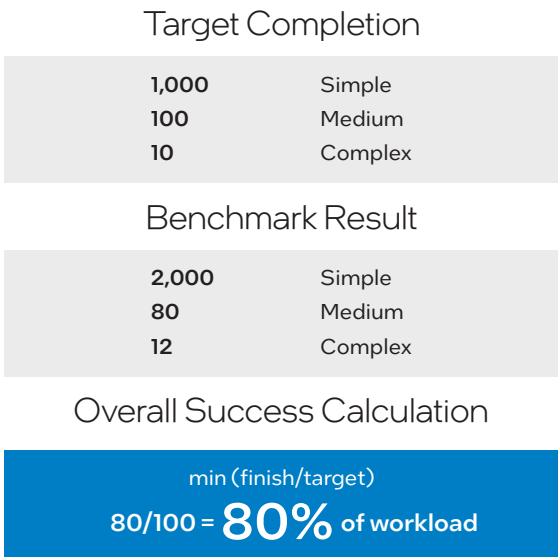 Target Completion
1,000 Simple
100 Medium
10 Complex
Benchmark Result
2,000 Simple
80 Medium
12 Complex
Overall Success Calculation
min (finish/target)
80/100 = 80% of workload